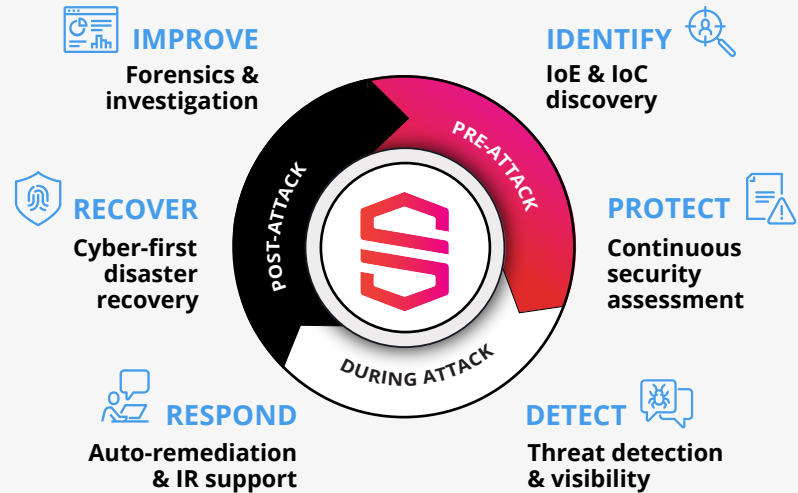 IMPROVE
Forensics &
investigation
IDENTIFY
IoE & IoC
discovery
PRE-ATTACK
POST-ATTACK
RECOVER
Cyber-first
disaster
recovery
PROTECT
Continuous
security
assessment
DURING ATTACK
RESPOND
Auto-remediation
& IR support
DETECT
Threat detection
& visibility